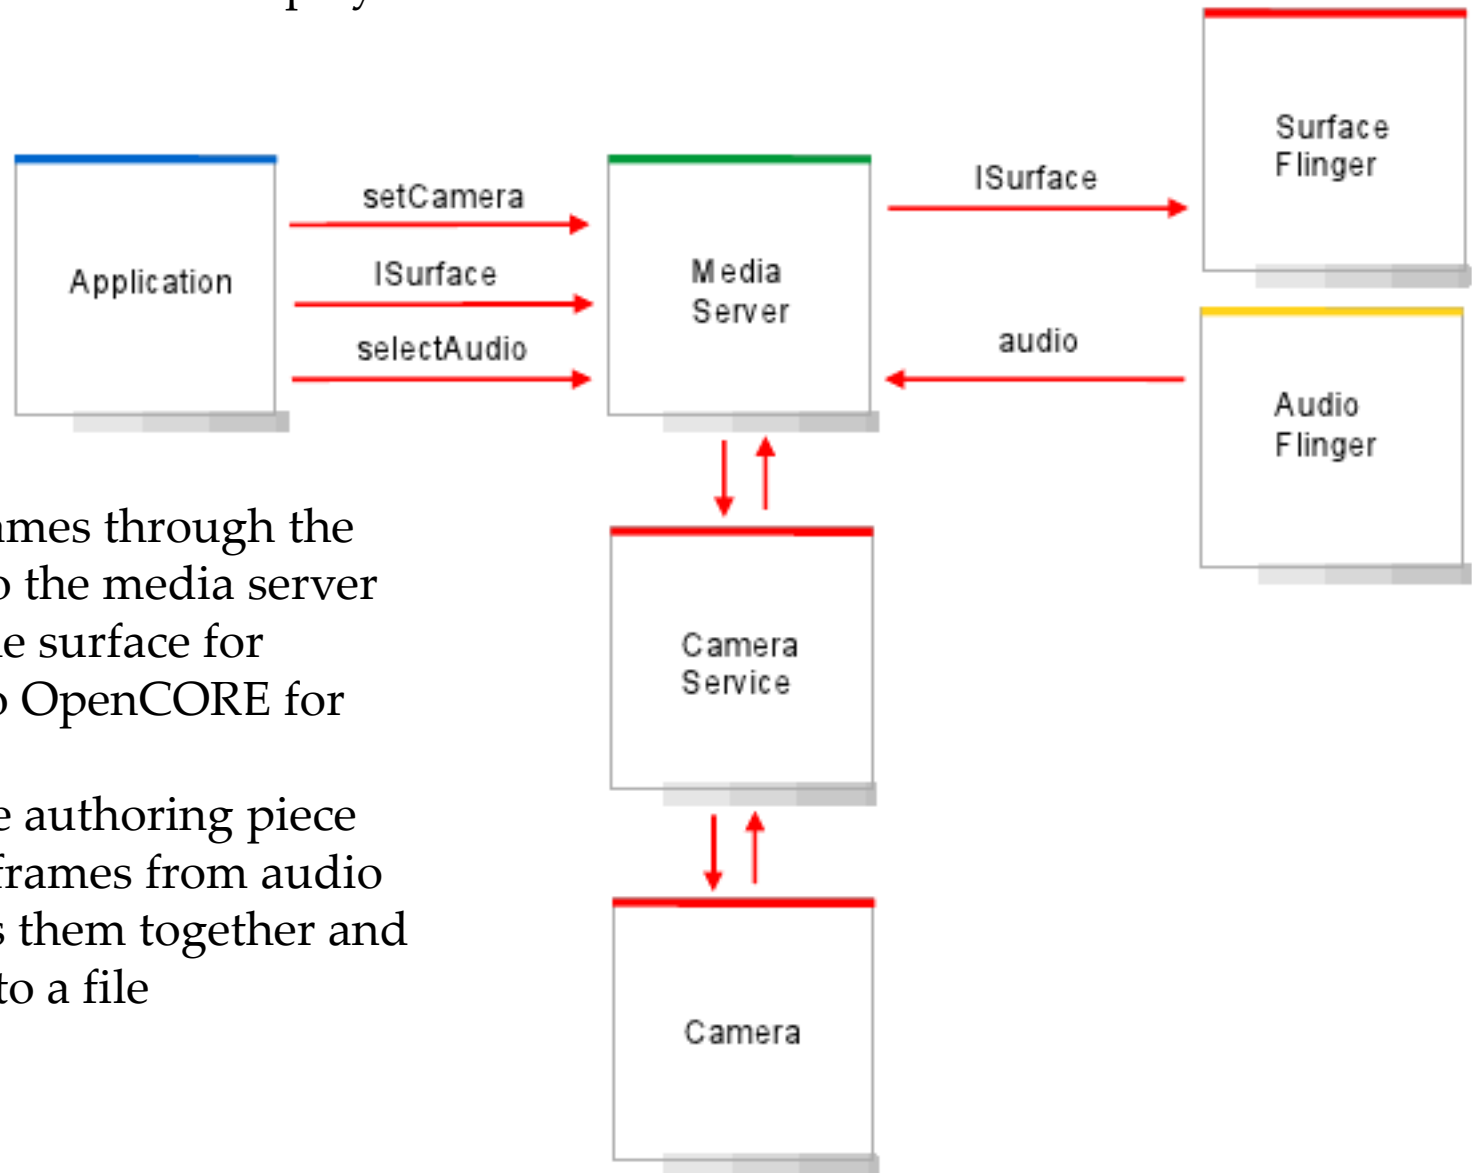 Surface
Flinger
setCamera
ISurface
Application
ISurface
Media
Server
selectAudio
audio
Audio
Flinger
through the
the media server
surface for
OpenCORE for
Camera
Service
authoring piece
frames from audio
them together and
to a file
Camera